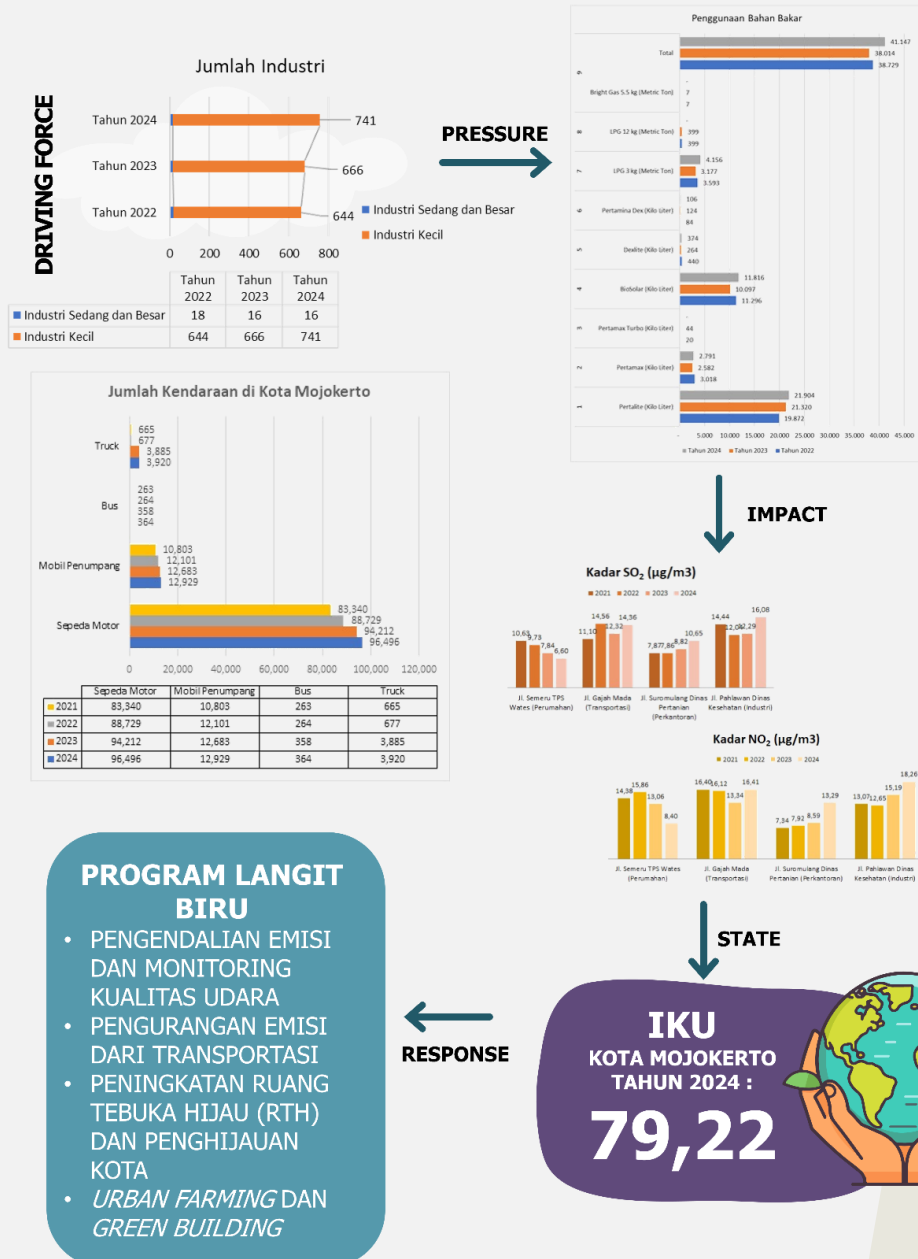 Jumlah Industri
DRIVING FORCE
Tahun 2024
741
Tahun 2023
666
Tahun 2022
644
Industri Sedang dan Besar
Industri Kecil
0 200 400 600 800
Tahun 2022 Tahun 2023 Tahun 2024
Industri Sedang dan Besar 18 16 16
Industri Kecil 644 666 741
PRESSURE
Penggunaan Bahan Bakar
41.147
9 Total 38.014
38.729
-
Bright Gas 5.5 kg (Metric Ton) 7
7
-
8 LPG 12 kg (Metric Ton) 399
399
4.156
7 LPG 3 kg (Metric Ton) 3.177
3.593
106
6 Pertamina Dex (Kilo Liter) 124
84
374
5 Dexlite (Kilo Liter) 264
440
11.816
4 BioSolar (Kilo Liter) 10.097
11.296
-
3 Pertamax Turbo (Kilo Liter) 44
20
2.791
2 Pertamax (Kilo Liter) 2.582
3,018
21.904
1 Pertalite (Kilo Liter) 21.320
19.872
- 5.000 10.000 15.000 20.000 25.000 30.000 35.000 40.000 45.000
Tahun 2024 Tahun 2023 Tahun 2022
Jumlah Kendaraan di Kota Mojokerto
665
Truck 677
3,885
3,920
263
Bus 264
358
364
10,803
Mobil Penumpang 12,101
12,683
12,929
83,340
Sepeda Motor 88,729
94,212
96,496
0 20,000 40,000 60,000 80,000 100,000 120,000
Sepeda Motor Mobil Penumpang Bus Truck
2021 83,340 10,803 263 665
2022 88,729 12,101 264 677
2023 94,212 12,683 358 3,885
2024 96,496 12,929 364 3,920
IMPACT
Kadar SO₂ (µg/m3)
2021 2022 2023 2024
10,63 9,73 7,84 6,60
11,10 14,56 12,32 14,36
7,87 7,86 8,82 10,65
14,44 12,04 12,29 16,08
Jl. Semeru TPS Wates (Perumahan)
Jl. Gajah Mada (Transportasi)
Jl. Suromulang Dinas Pertanian (Perkantoran)
Jl. Pahlawan Dinas Kesehatan (Industri)
Kadar NO₂ (µg/m3)
2021 2022 2023 2024
14,38 15,86 13,06 8,40
16,40 16,12 13,34 16,41
7,34 7,92 8,59 13,29
13,07 12,65 15,19 18,26
Jl. Semeru TPS Wates (Perumahan)
Jl. Gajah Mada (Transportasi)
Jl. Suromulang Dinas Pertanian (Perkantoran)
Jl. Pahlawan Dinas Kesehatan (Industri)
STATE
IKU
KOTA MOJOKERTO
TAHUN 2024 :
79,22
RESPONSE
PROGRAM LANGIT
BIRU
• PENGENDALIAN EMISI
DAN MONITORING
KUALITAS UDARA
• PENGURANGAN EMISI
DARI TRANSPORTASI
• PENINGKATAN RUANG
TEBUKA HIJAU (RTH)
DAN PENGHIJAUAN
KOTA
• URBAN FARMING DAN
GREEN BUILDING